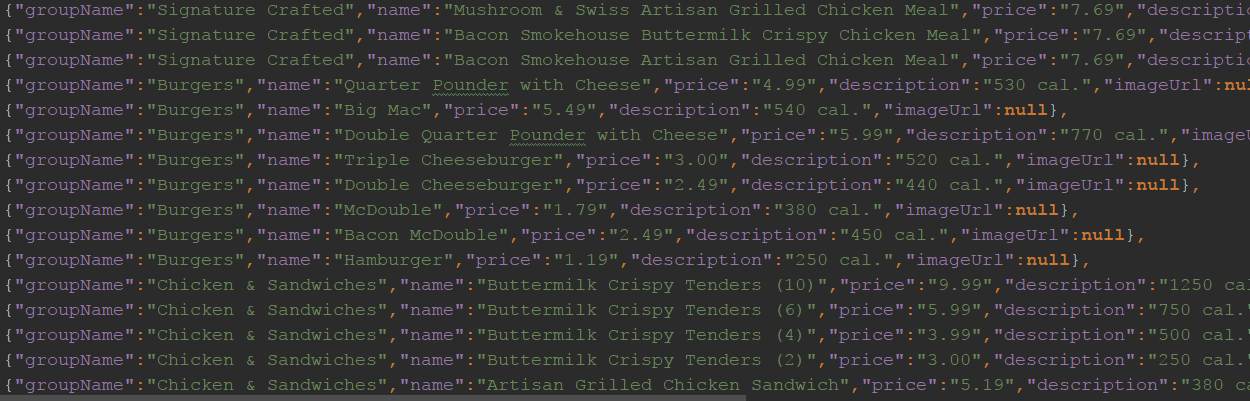 {"groupName":"Signature Crafted","name":"Mushroom & Swiss Artisan Grilled Chicken Meal","price":"7.69","descriptio
{"groupName":"Signature Crafted","name":"Bacon Smokehouse Buttermilk Crispy Chicken Meal","price":"7.69","descript
{"groupName":"Signature Crafted","name":"Bacon Smokehouse Artisan Grilled Chicken Meal","price":"7.69","descriptio
{"groupName":"Burgers","name":"Quarter Pounder with Cheese","price":"4.99","description":"530 cal.","imageUrl":nul
{"groupName":"Burgers","name":"Big Mac","price":"5.49","description":"540 cal.","imageUrl":null},
{"groupName":"Burgers","name":"Double Quarter Pounder with Cheese","price":"5.99","description":"770 cal.","image
{"groupName":"Burgers","name":"Triple Cheeseburger","price":"3.00","description":"520 cal.","imageUrl":null},
{"groupName":"Burgers","name":"Double Cheeseburger","price":"2.49","description":"440 cal.","imageUrl":null},
{"groupName":"Burgers","name":"McDouble","price":"1.79","description":"380 cal.","imageUrl":null},
{"groupName":"Burgers","name":"Bacon McDouble","price":"2.49","description":"450 cal.","imageUrl":null},
{"groupName":"Burgers","name":"Hamburger","price":"1.19","description":"250 cal.","imageUrl":null},
{"groupName":"Chicken & Sandwiches","name":"Buttermilk Crispy Tenders (10)","price":"9.99","description":"1250 cal
{"groupName":"Chicken & Sandwiches","name":"Buttermilk Crispy Tenders (6)","price":"5.99","description":"750 cal."
{"groupName":"Chicken & Sandwiches","name":"Buttermilk Crispy Tenders (4)","price":"3.99","description":"500 cal."
{"groupName":"Chicken & Sandwiches","name":"Buttermilk Crispy Tenders (2)","price":"3.00","description":"250 cal."
{"groupName":"Chicken & Sandwiches","name":"Artisan Grilled Chicken Sandwich","price":"5.19","description":"380 ca